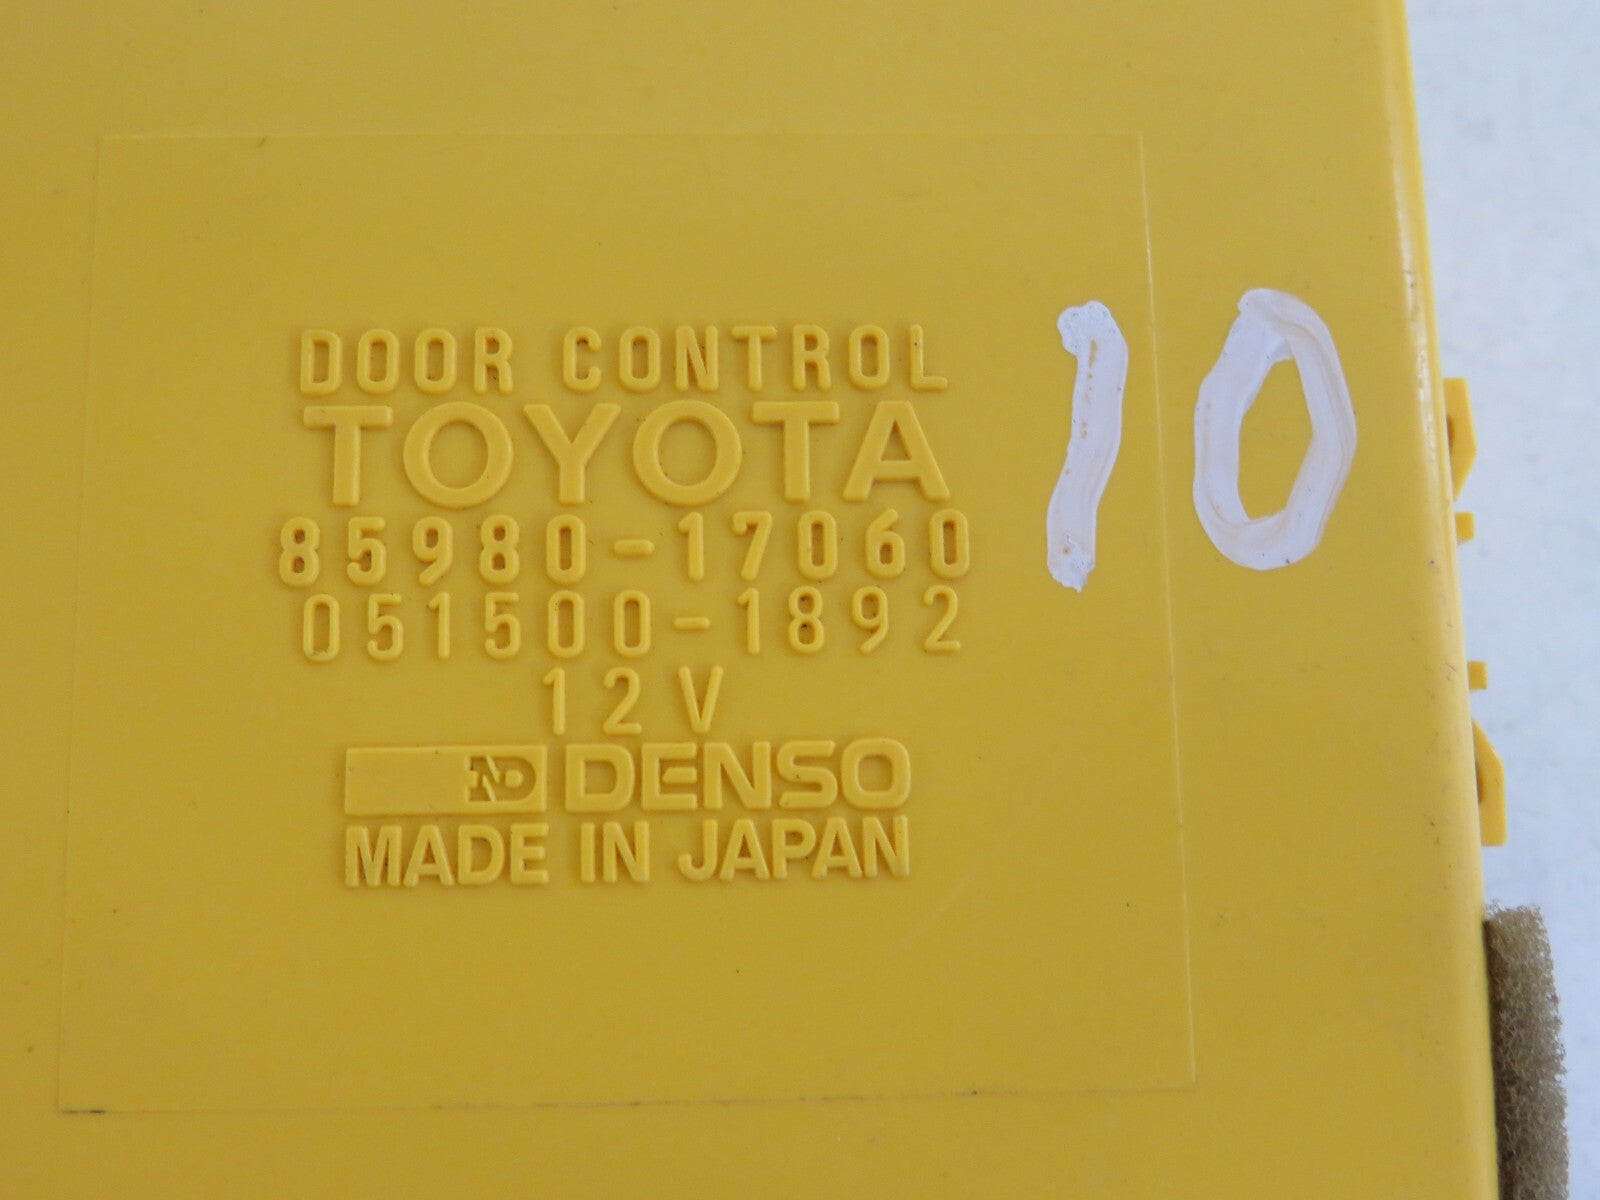 DOOR CONTROL
TOYOTA
10
85980-17060
051500-1892
12V
ND DENSO
MADE IN JAPAN